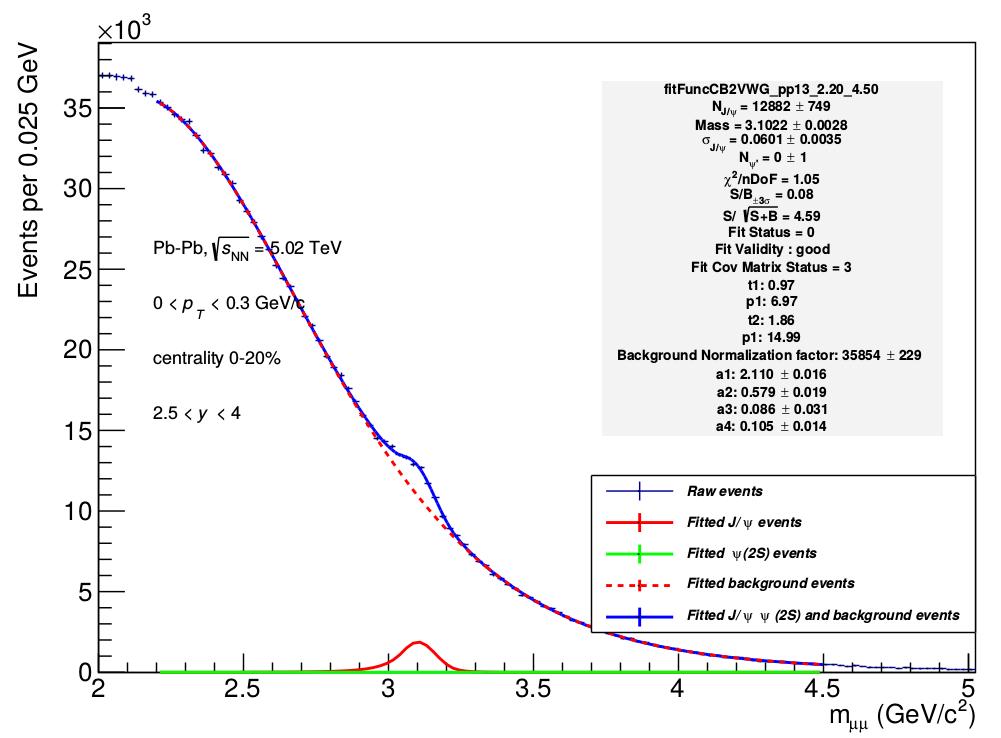 ×10³
Events per 0.025 GeV
35
30
25
20
15
10
5
0
2
2.5
3
3.5
4
4.5
5
m_μμ (GeV/c²)
Pb-Pb, √s_NN = 5.02 TeV
0 < p_T < 0.3 GeV/c
centrality 0-20%
2.5 < y < 4
fitFuncCB2VWG_pp13_2.20_4.50
N_J/ψ = 12882 ± 749
Mass = 3.1022 ± 0.0028
σ_J/ψ = 0.0601 ± 0.0035
N_ψ' = 0 ± 1
χ²/nDoF = 1.05
S/B_±3σ = 0.08
S/ √S+B = 4.59
Fit Status = 0
Fit Validity : good
Fit Cov Matrix Status = 3
t1: 0.97
p1: 6.97
t2: 1.86
p1: 14.99
Background Normalization factor: 35854 ± 229
a1: 2.110 ± 0.016
a2: 0.579 ± 0.019
a3: 0.086 ± 0.031
a4: 0.105 ± 0.014
Raw events
Fitted J/ψ events
Fitted ψ(2S) events
Fitted background events
Fitted J/ψ ψ (2S) and background events